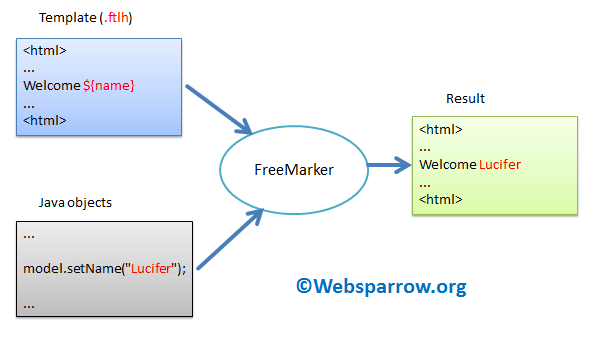 Template (.ftlh)
<html>
...
Welcome ${name}
...
<html>
Java objects
...
model.setName("Lucifer");
...
FreeMarker
Result
<html>
...
Welcome Lucifer
...
<html>
©Websparrow.org